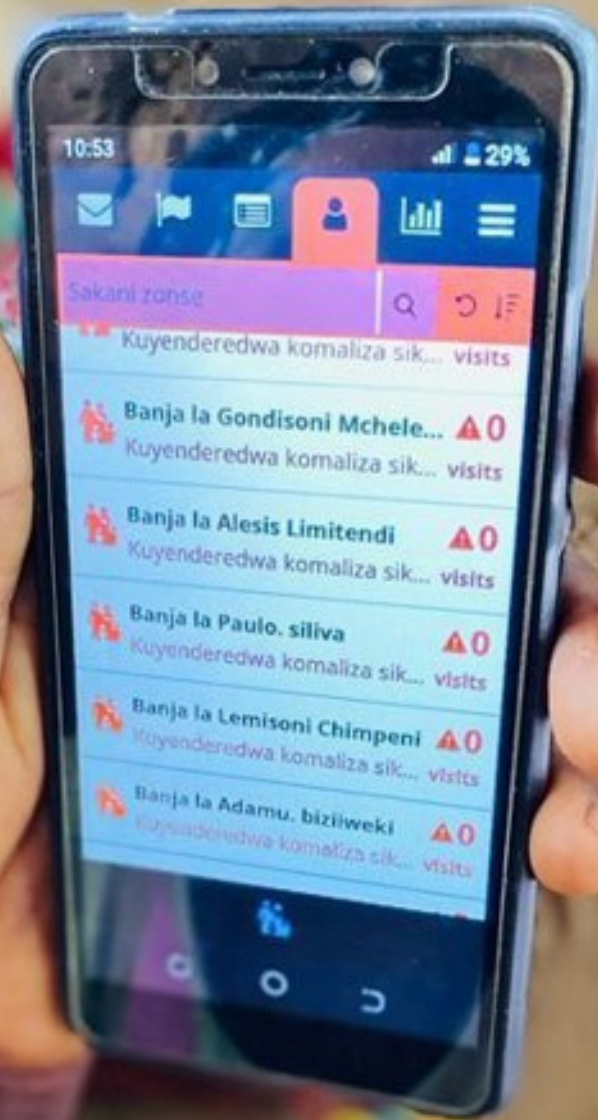 10:53 29%
Sakani zonse
Kuyenderedwa komaliza sik... visits
Banja la Gondisoni Mchele... 0
Kuyenderedwa komaliza sik... visits
Banja la Alesis Limitendi 0
Kuyenderedwa komaliza sik... visits
Banja la Paulo. siliva 0
Kuyenderedwa komaliza sik... visits
Banja la Lemisoni Chimpeni 0
Kuyenderedwa komaliza sik... visits
Banja la Adamu. biziiweki 0
Kuyenderedwa komaliza sik... visits